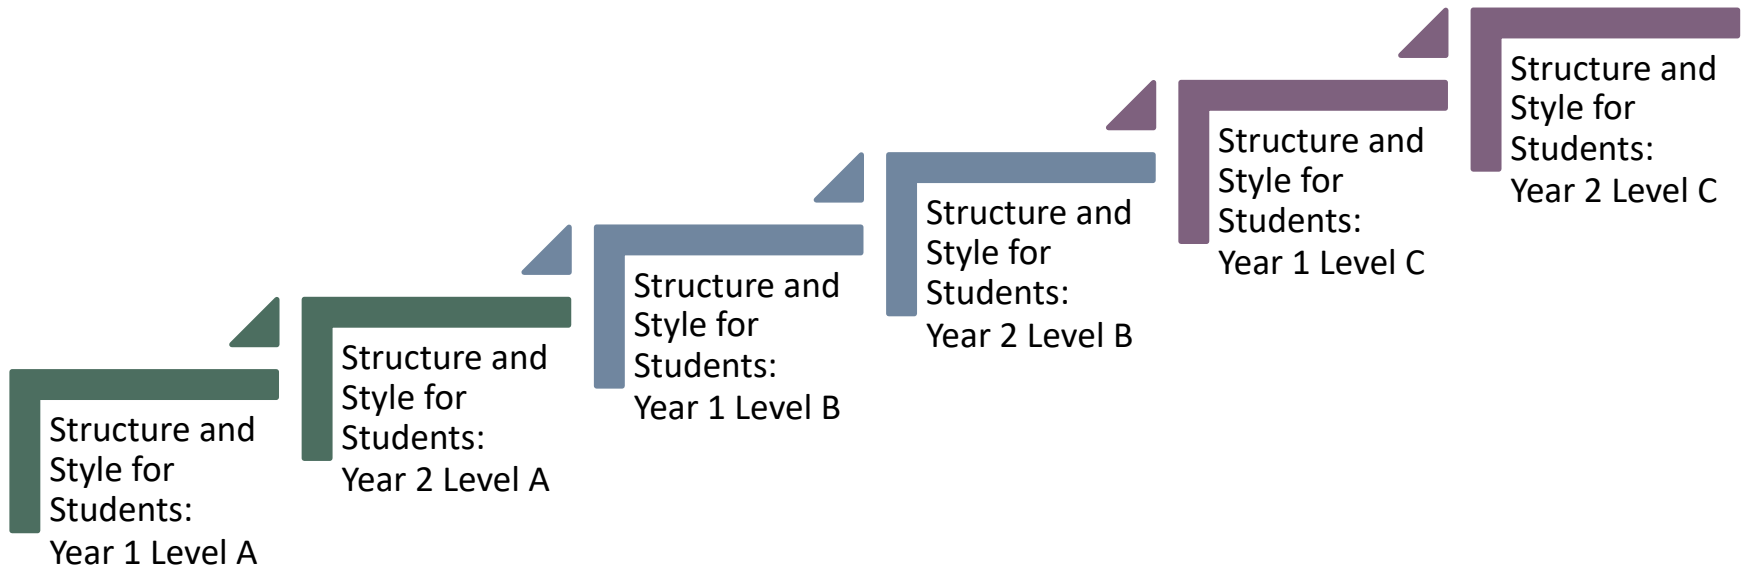 Structure and
Style for
Students:
Year 1 Level A
Structure and
Style for
Students:
Year 2 Level A
Structure and
Style for
Students:
Year 1 Level B
Structure and
Style for
Students:
Year 2 Level B
Structure and
Style for
Students:
Year 1 Level C
Structure and
Style for
Students:
Year 2 Level C